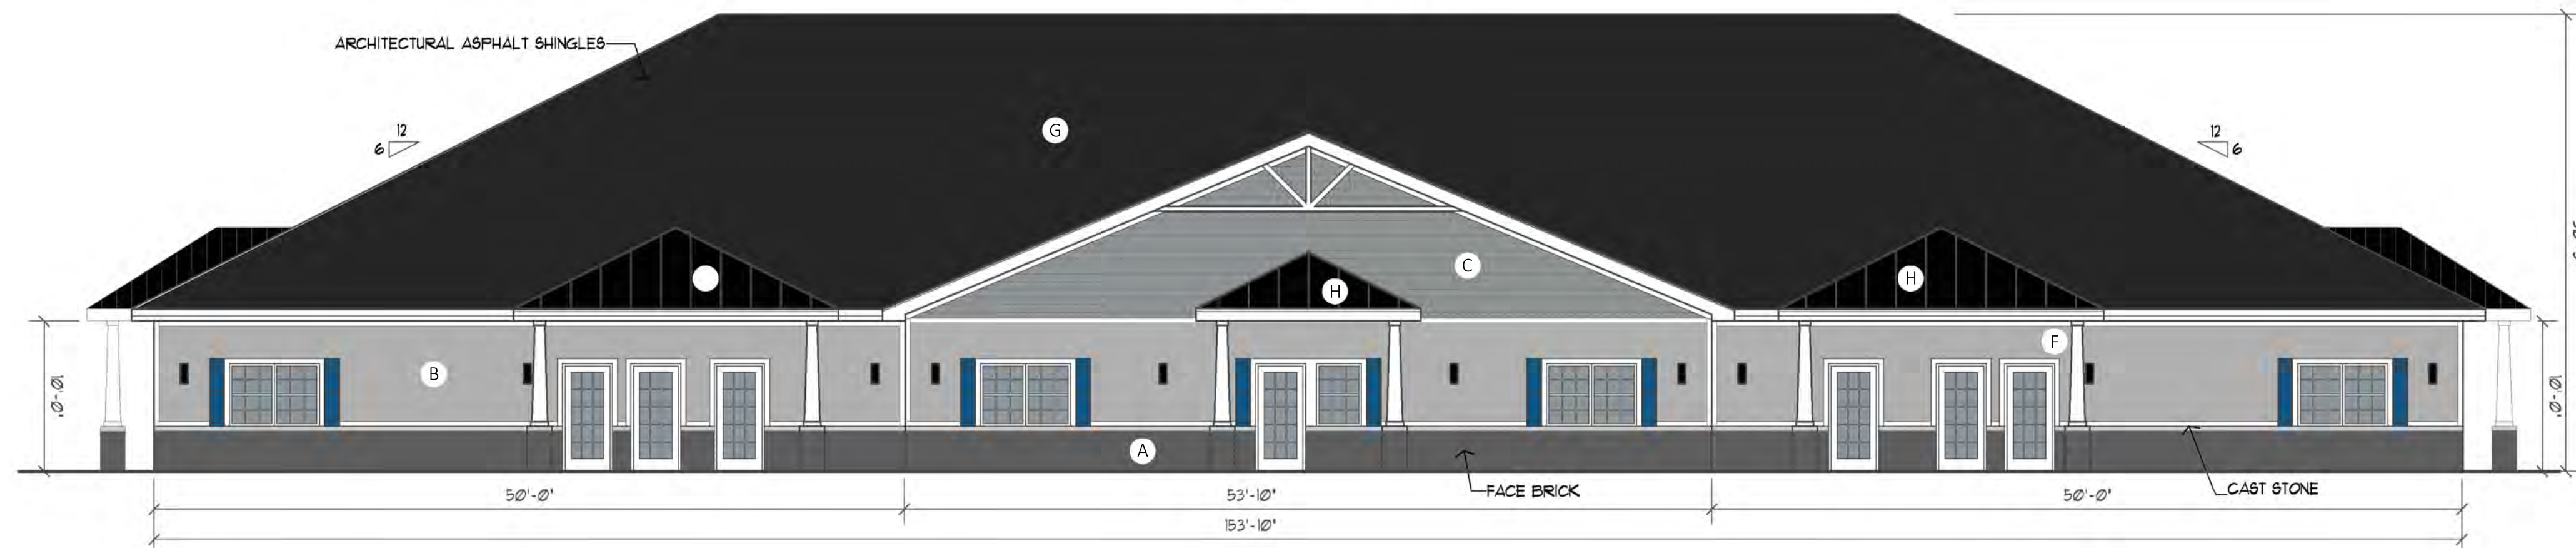 ARCHITECTURAL ASPHALT SHINGLES
12
6
12
6
G
C
H
H
F
B
A
10'-0"
10'-0"
50'-0"
53'-10"
FACE BRICK
50'-0"
CAST STONE
153'-10"